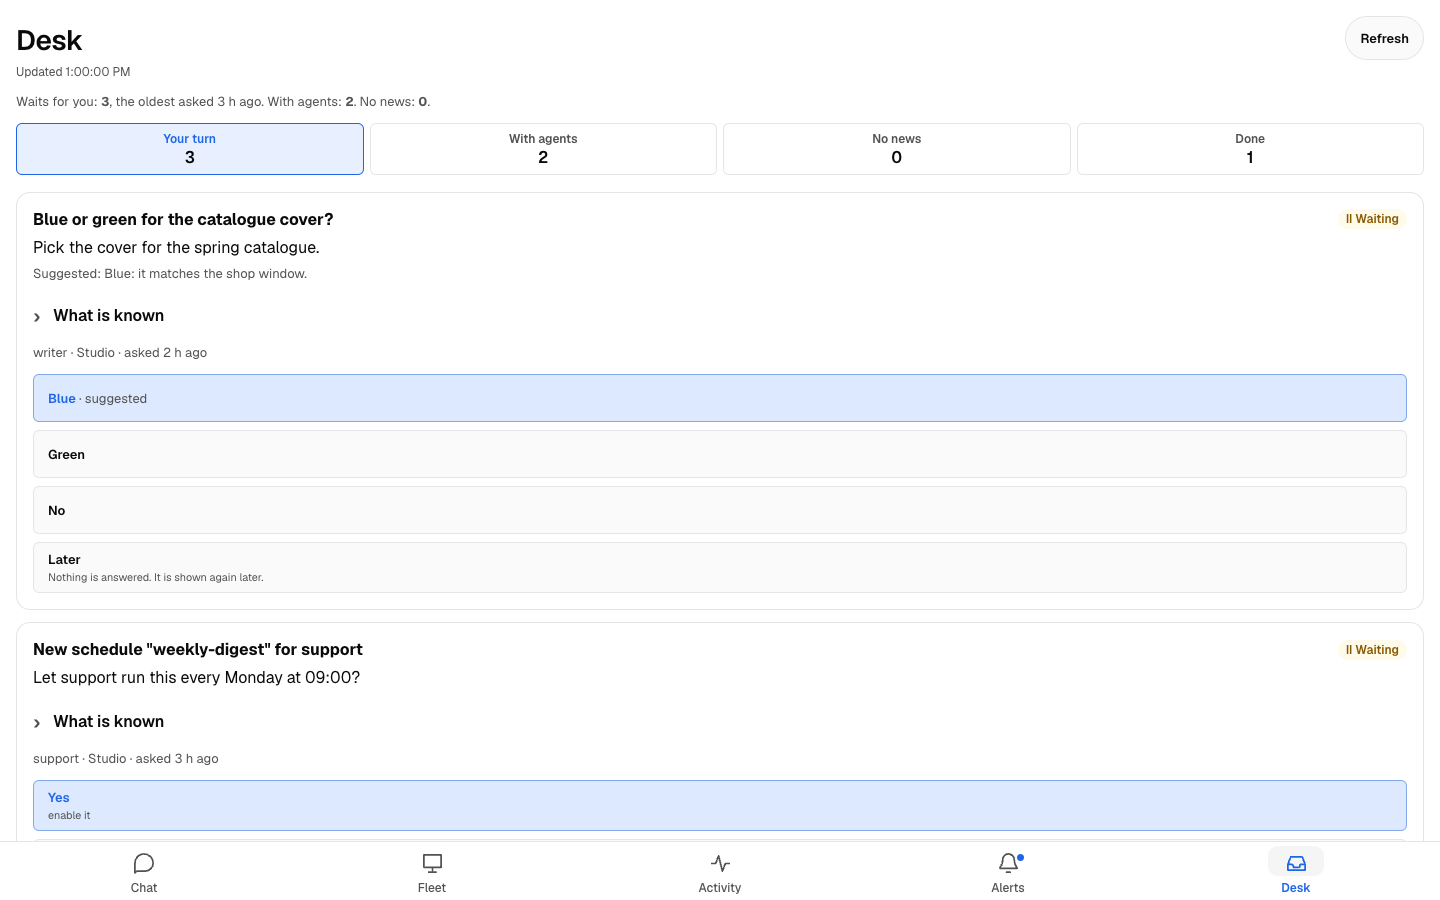 Desk
Refresh
Updated 1:00:00 PM
Waits for you: 3, the oldest asked 3 h ago. With agents: 2. No news: 0.
Your turn
3
With agents
2
No news
0
Done
1
Blue or green for the catalogue cover?
II Waiting
Pick the cover for the spring catalogue.
Suggested: Blue: it matches the shop window.
› What is known
writer · Studio · asked 2 h ago
Blue · suggested
Green
No
Later
Nothing is answered. It is shown again later.
New schedule "weekly-digest" for support
II Waiting
Let support run this every Monday at 09:00?
› What is known
support · Studio · asked 3 h ago
Yes
enable it
Chat
Fleet
Activity
Alerts
Desk